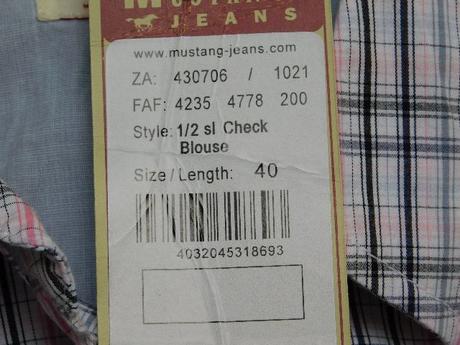 JEANS
www.mustang-jeans.com
ZA: 430706 / 1021
FAF: 4235 4778 200
Style: 1/2 sl Check
Blouse
Size / Length: 40
4032045318693